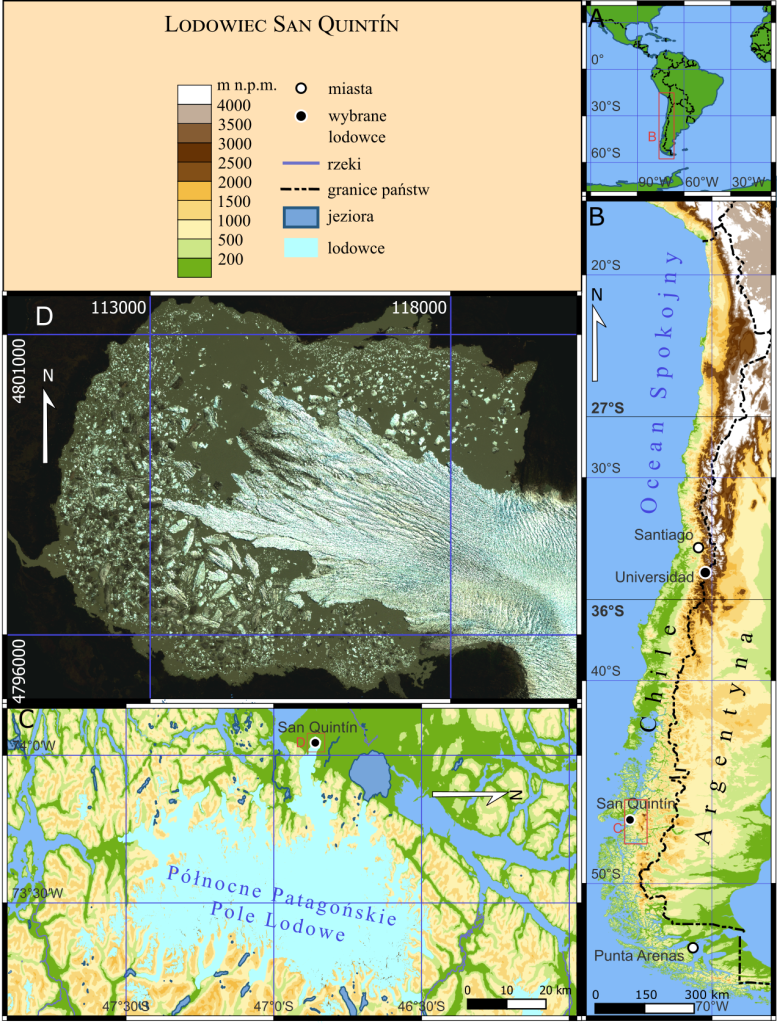 LODOWIEC SAN QUINTÍN
m n.p.m.
4000
3500
3000
2500
2000
1500
1000
500
200
miasta
wybrane
lodowce
rzeki
granice państw
jeziora
lodowce
A
0°
30°S
60°S
90°W
60°W
30°W
B
B
20°S
N
27°S
30°S
36°S
40°S
50°S
70°W
Ocean Spokojny
Santiago
Universidad
Chile
Argentyna
San Quintín
C
Punta Arenas
0 150 300 km
D
113000
118000
4801000
4796000
N
C
San Quintín
D
74°0'W
73°30'W
N
Północne Patagońskie
Pole Lodowe
47°30'S
47°0'S
46°30'S
0 10 20 km